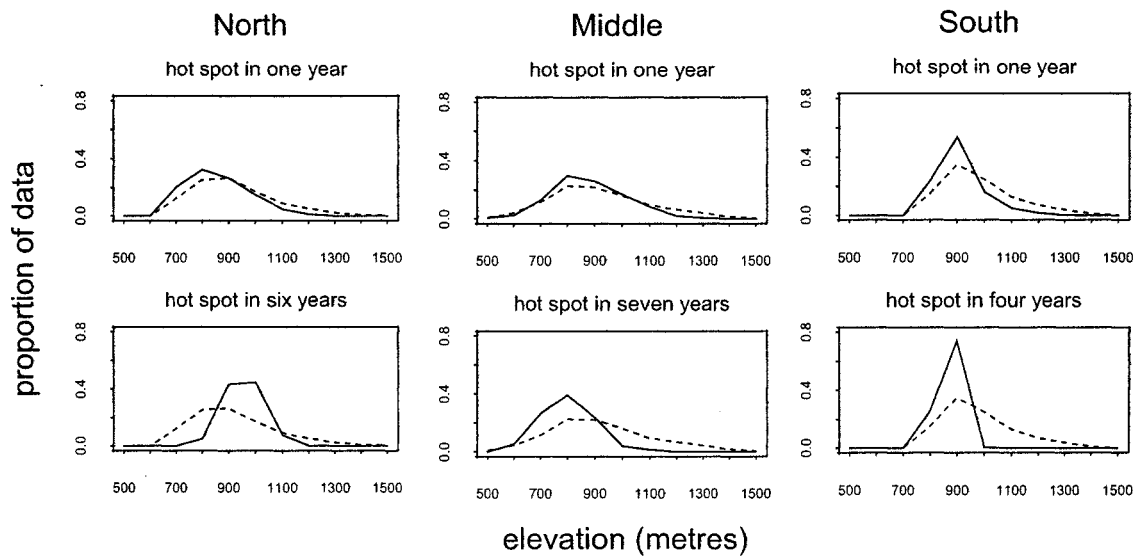 North Middle South
hot spot in one year hot spot in one year hot spot in one year
0.8 0.8 0.8
0.4 0.4 0.4
0.0 0.0 0.0
500 700 900 1100 1300 1500 500 700 900 1100 1300 1500 500 700 900 1100 1300 1500
hot spot in six years hot spot in seven years hot spot in four years
0.8 0.8 0.8
0.4 0.4 0.4
0.0 0.0 0.0
500 700 900 1100 1300 1500 500 700 900 1100 1300 1500 500 700 900 1100 1300 1500
proportion of data
elevation (metres)